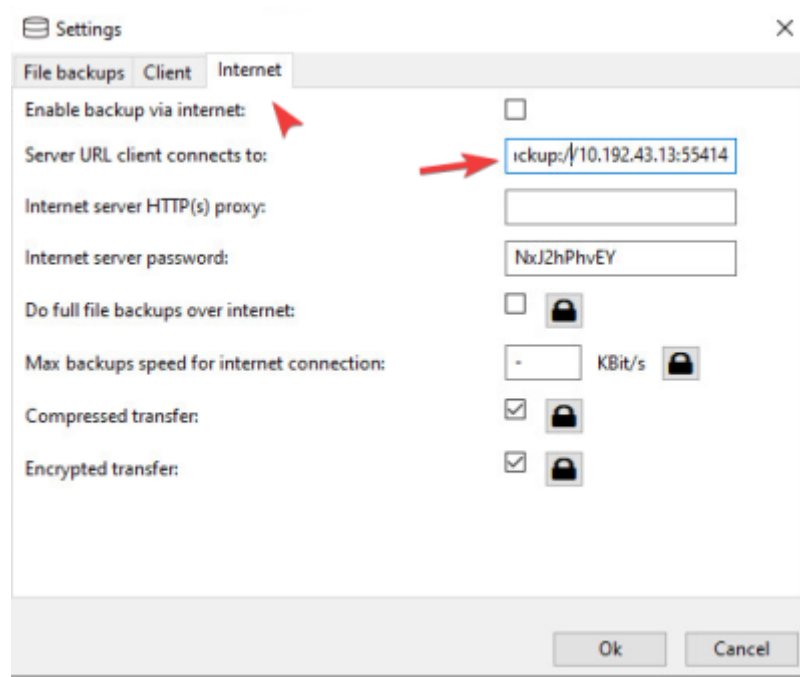 Settings
File backups Client Internet
Enable backup via internet:
Server URL client connects to: ickup://10.192.43.13:55414
Internet server HTTP(s) proxy:
Internet server password: NxJ2hPhvEY
Do full file backups over internet:
Max backups speed for internet connection: - KBit/s
Compressed transfer:
Encrypted transfer:
Ok Cancel